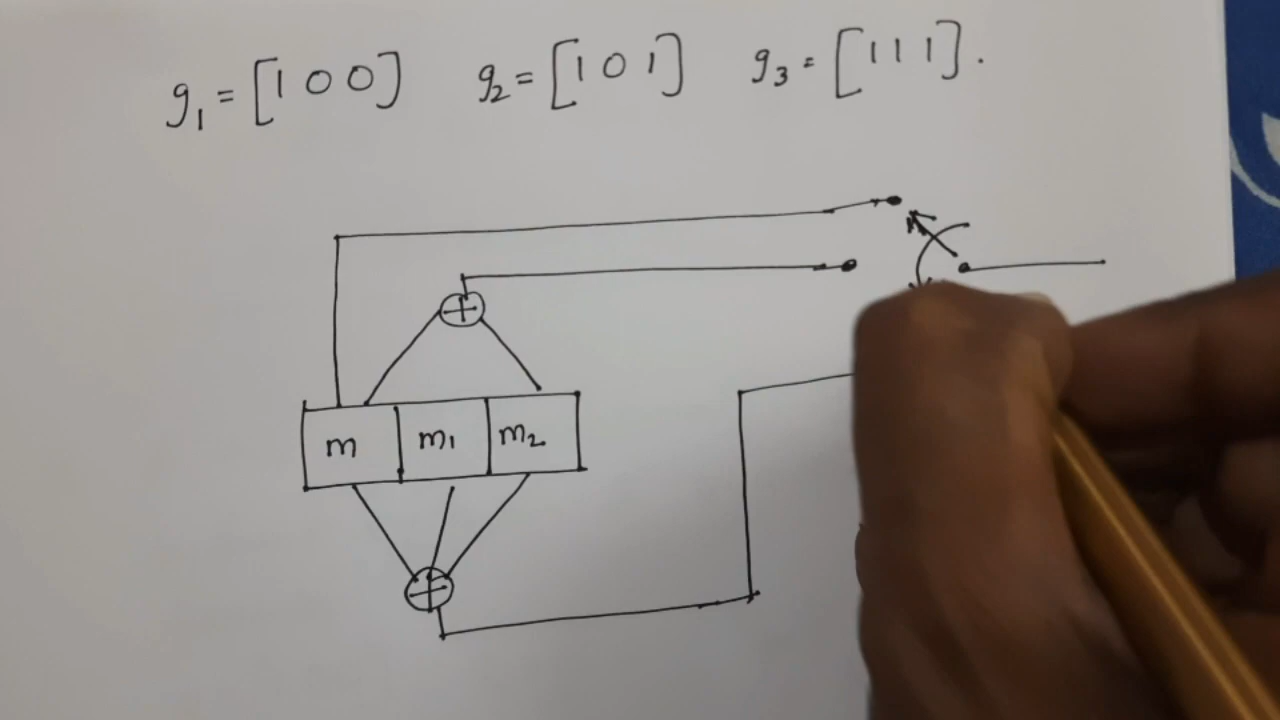 g₁ = [1 0 0] g₂ = [1 0 1] g₃ = [1 1 1].
m m₁ m₂